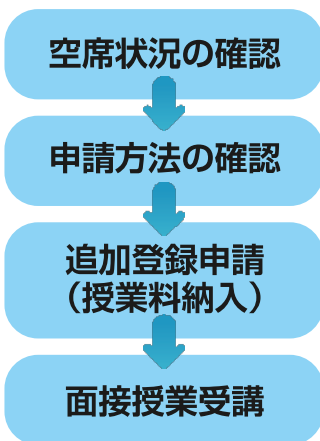 空席状況の確認
申請方法の確認
追加登録申請
（授業料納入）
面接授業受講